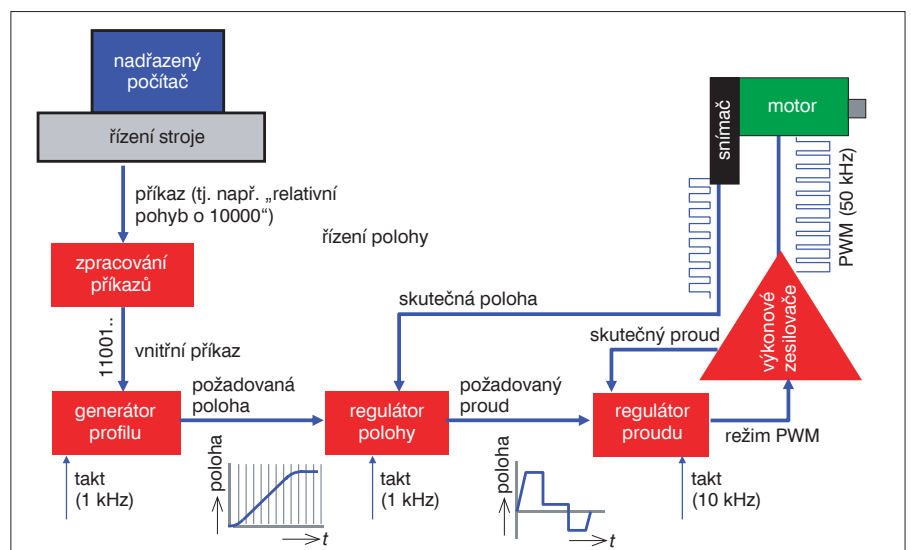 nadřazený
počítač
řízení stroje
příkaz (tj. např. „relativní
pohyb o 10000“)
zpracování
příkazů
11001..
vnitřní příkaz
řízení polohy
snímač
motor
PWM (50 kHz)
skutečná poloha
skutečný proud
výkonové
zesilovače
generátor
profilu
požadovaná
poloha
regulátor
polohy
požadovaný
proud
regulátor
proudu
režim PWM
takt
(1 kHz)
poloha
t
takt
(1 kHz)
poloha
t
takt
(10 kHz)